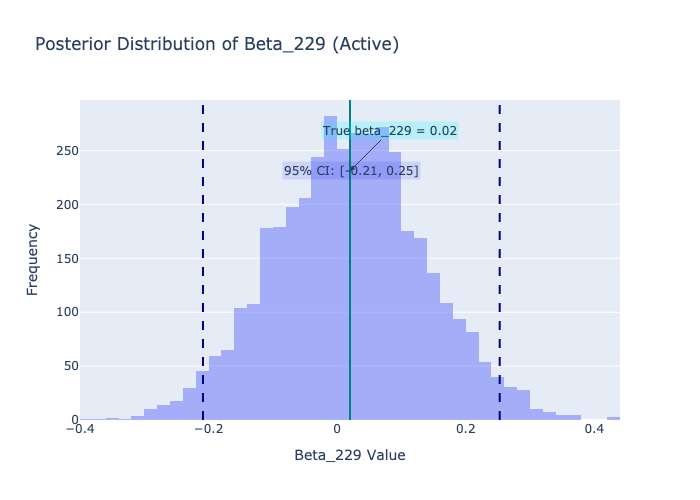 Posterior Distribution of Beta_229 (Active)
True beta_229 = 0.02
95% CI: [-0.21, 0.25]
250
200
150
100
50
0
Frequency
−0.4
−0.2
0
0.2
0.4
Beta_229 Value